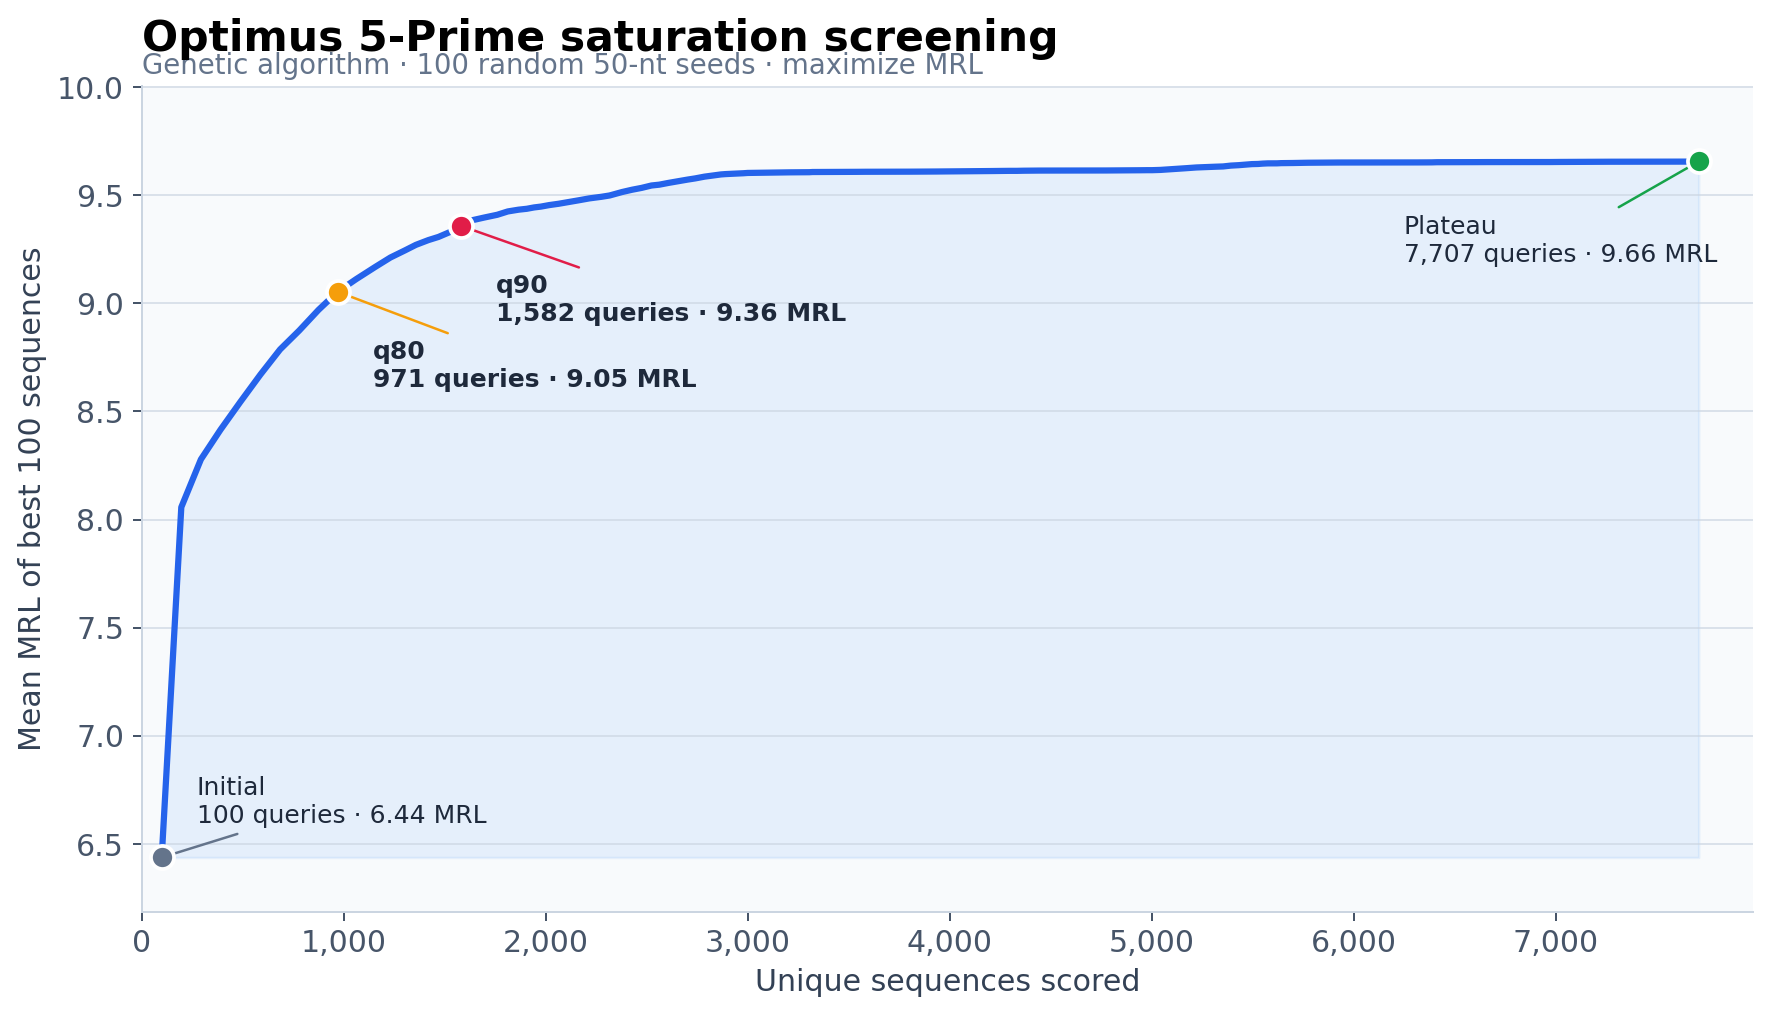 Optimus 5-Prime saturation screening
Genetic algorithm · 100 random 50-nt seeds · maximize MRL
Mean MRL of best 100 sequences
10.0
9.5
9.0
8.5
8.0
7.5
7.0
6.5
Plateau
7,707 queries · 9.66 MRL
q90
1,582 queries · 9.36 MRL
q80
971 queries · 9.05 MRL
Initial
100 queries · 6.44 MRL
0
1,000
2,000
3,000
4,000
5,000
6,000
7,000
Unique sequences scored